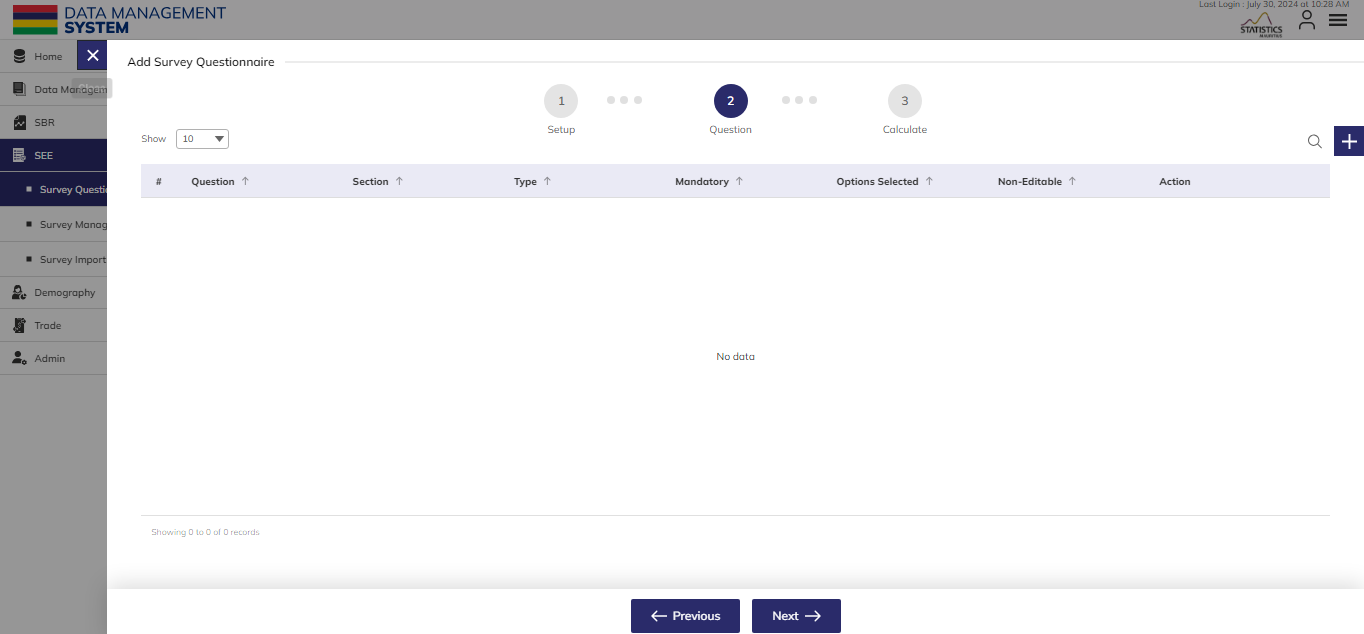 DATA MANAGEMENT
SYSTEM
Last Login : July 30, 2024 at 10:28 AM
STATISTICS
MAURITIUS
Home
Data Managem
SBR
SEE
Survey Questio
Survey Manag
Survey Import
Demography
Trade
Admin
Add Survey Questionnaire
1 2 3
Setup Question Calculate
Show 10
# Question Section Type Mandatory Options Selected Non-Editable Action
No data
Showing 0 to 0 of 0 records
Previous Next